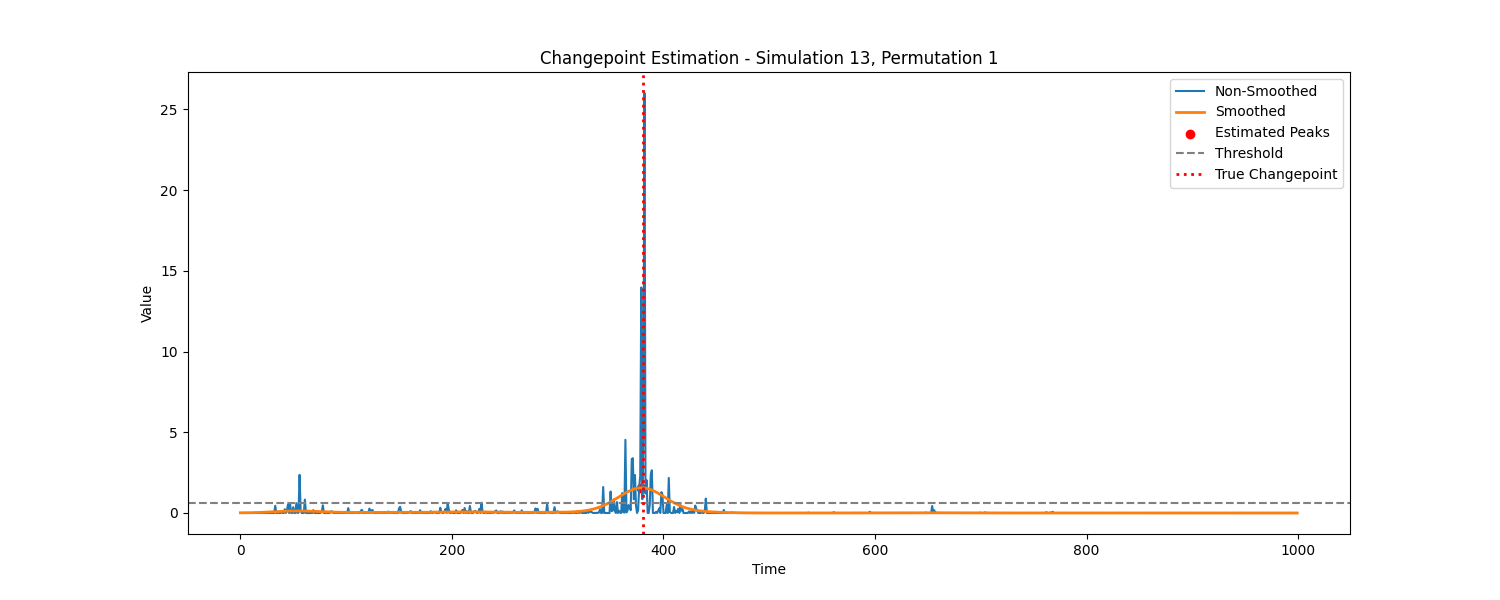 Changepoint Estimation - Simulation 13, Permutation 1
Non-Smoothed
Smoothed
Estimated Peaks
Threshold
True Changepoint
25
20
15
10
5
0
Value
0 200 400 600 800 1000
Time